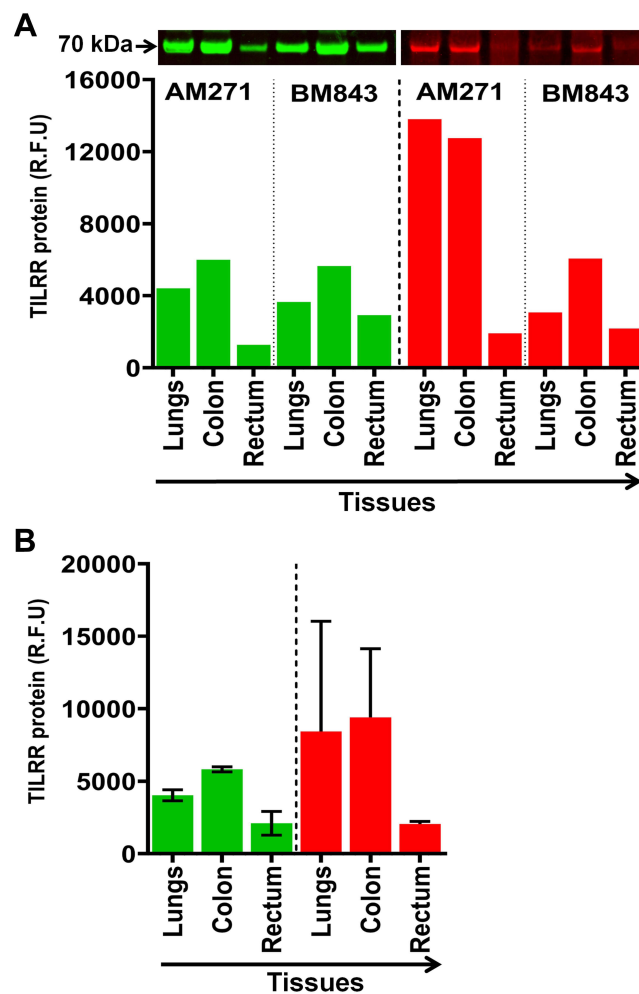 A
70 kDa
TILRR protein (R.F.U)
16000
12000
8000
4000
0
AM271
BM843
AM271
BM843
Lungs
Colon
Rectum
Lungs
Colon
Rectum
Lungs
Colon
Rectum
Lungs
Colon
Rectum
Tissues
B
TILRR protein (R.F.U)
20000
15000
10000
5000
0
Lungs
Colon
Rectum
Lungs
Colon
Rectum
Tissues